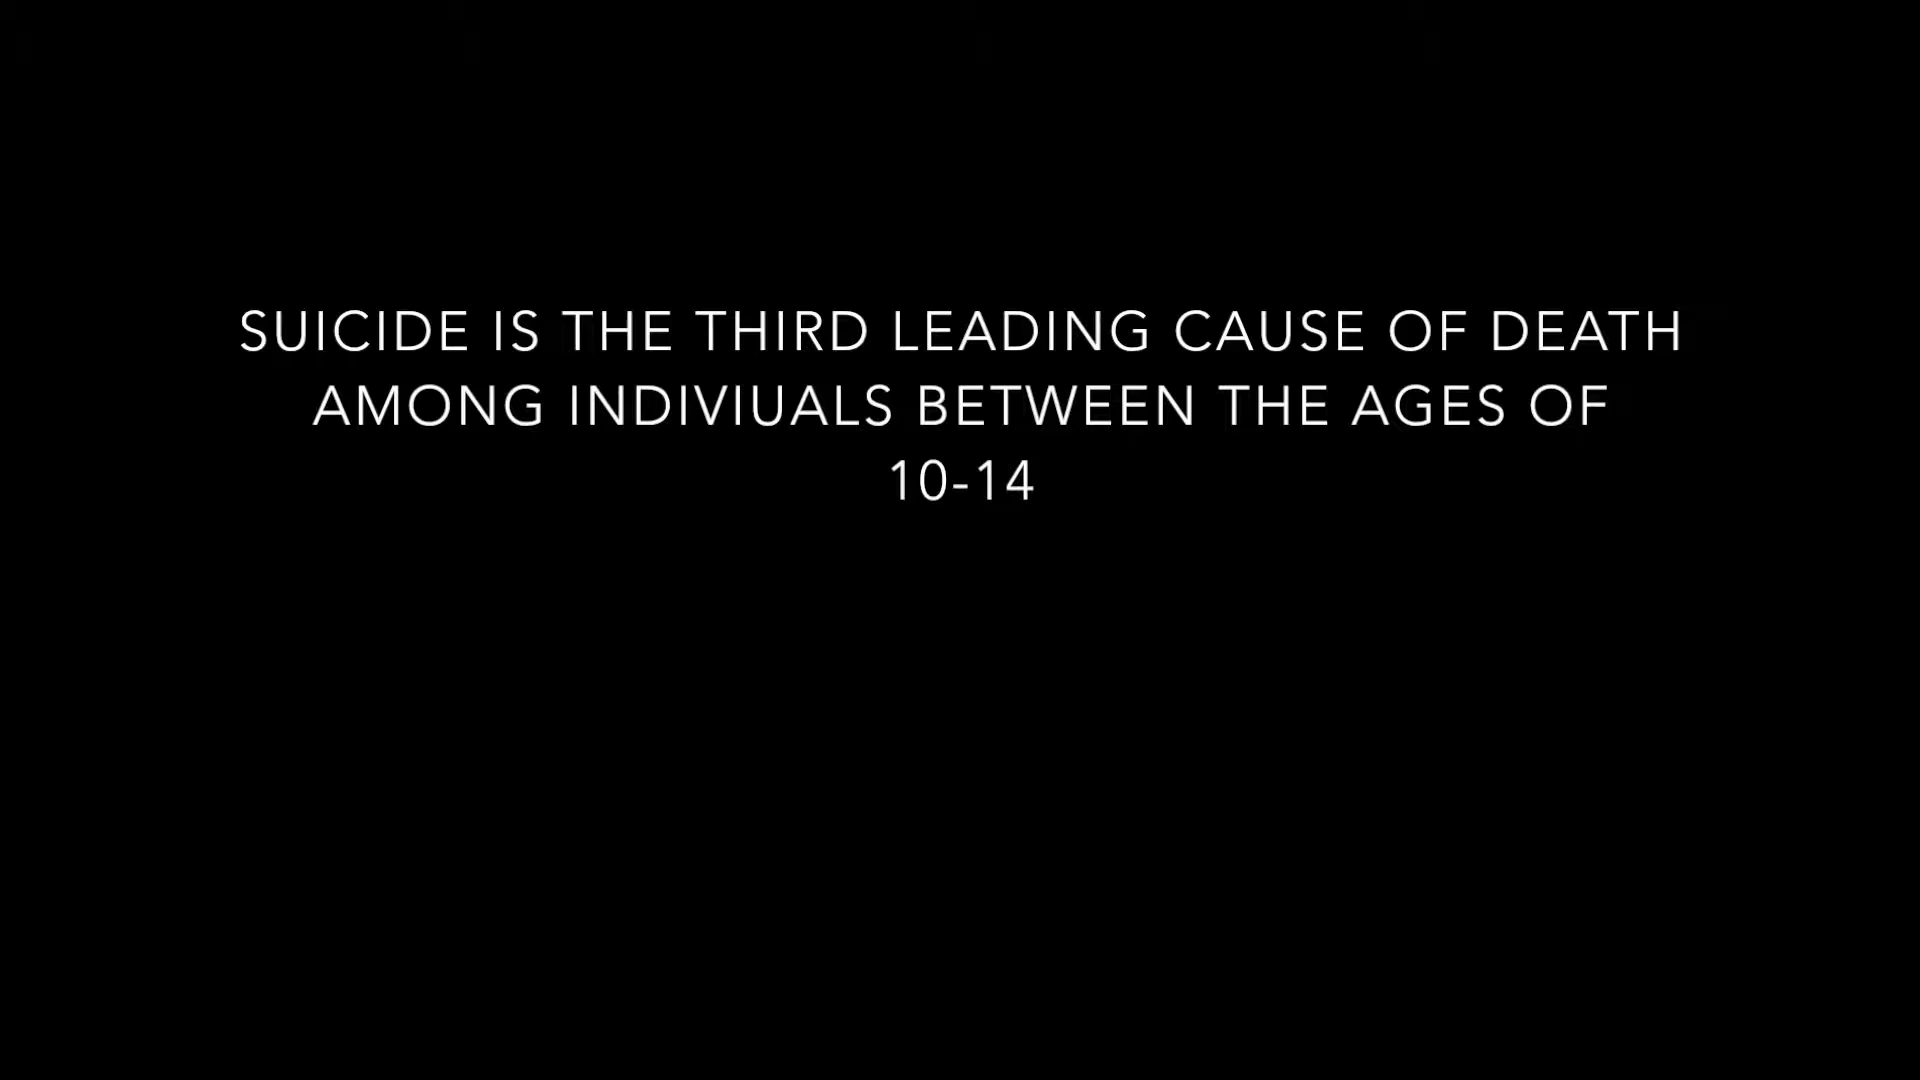 SUICIDE IS THE THIRD LEADING CAUSE OF DEATH
AMONG INDIVIUALS BETWEEN THE AGES OF
10-14